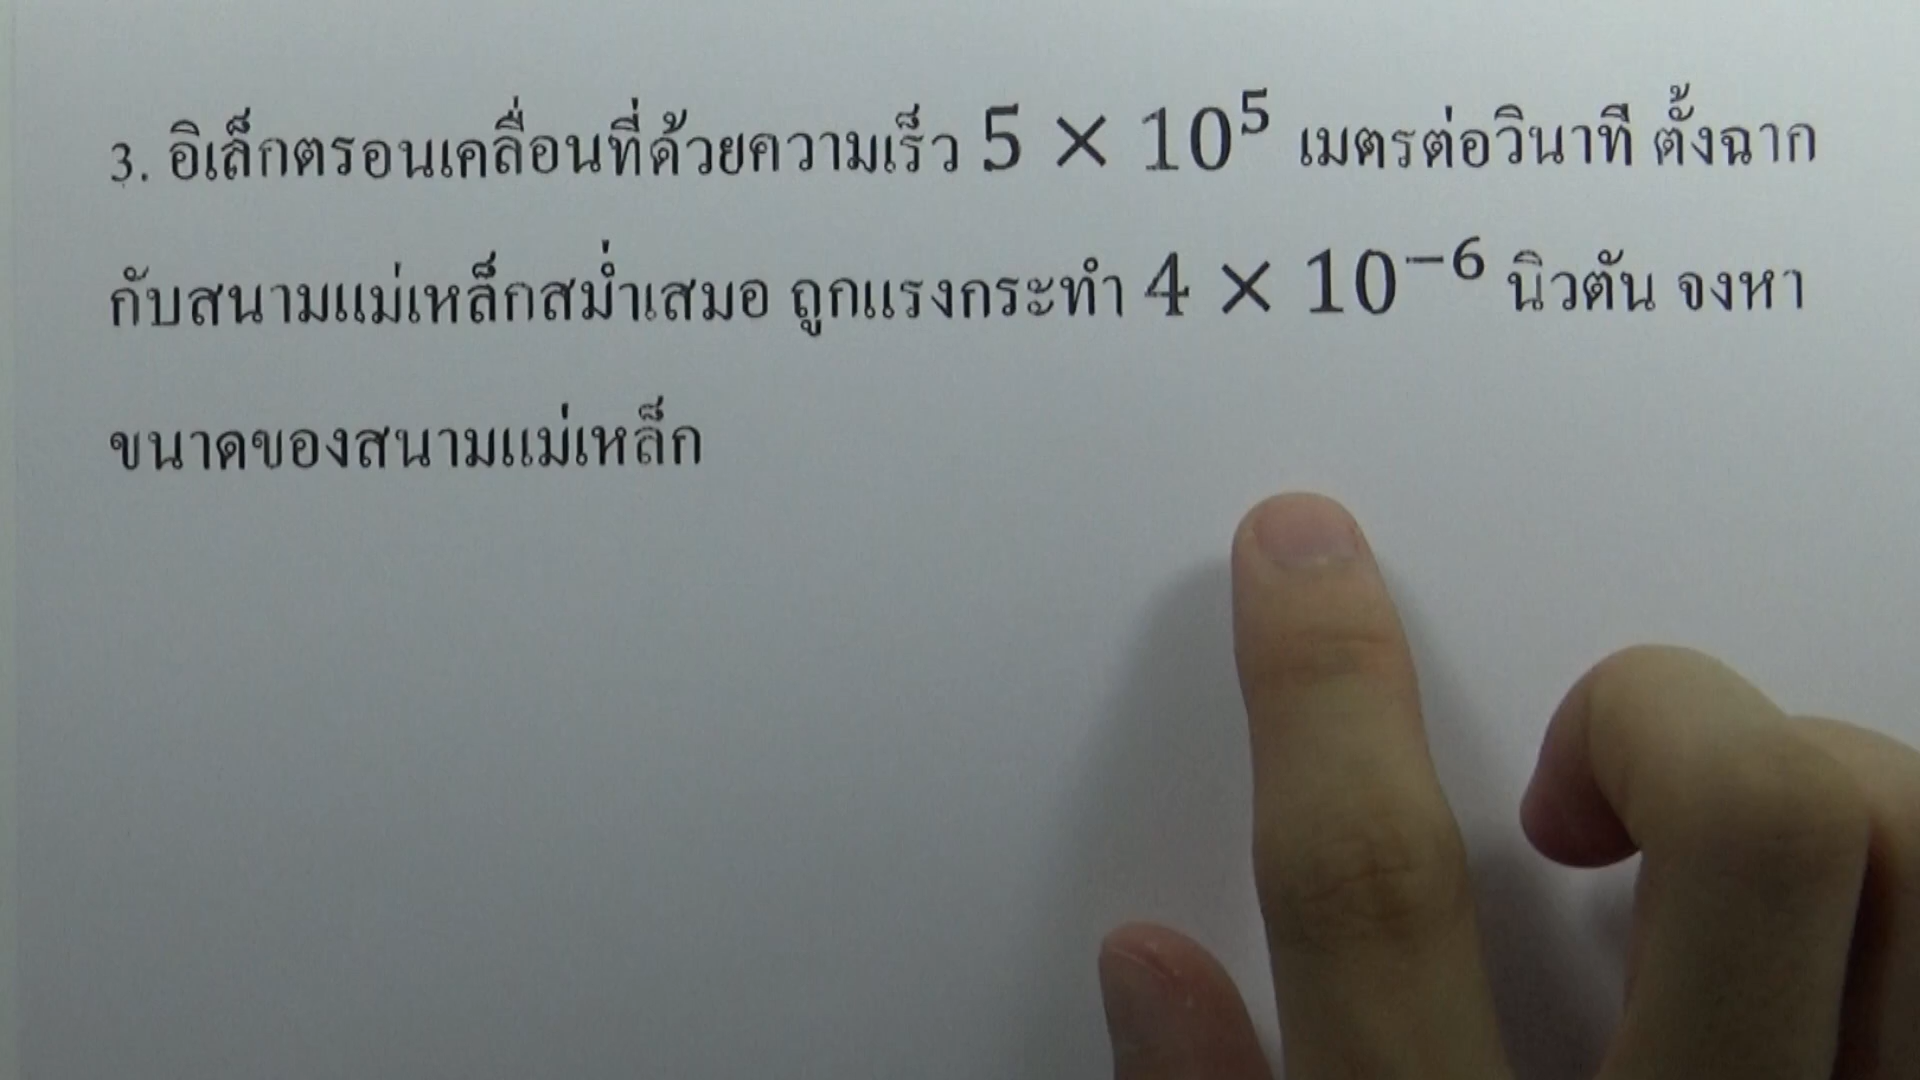 3. อิเล็กตรอนเคลื่อนที่ด้วยความเร็ว 5 × 10⁵ เมตรต่อวินาที ตั้งฉาก
กับสนามแม่เหล็กสม่ำเสมอ ถูกแรงกระทำ 4 × 10⁻⁶ นิวตัน จงหา
ขนาดของสนามแม่เหล็ก